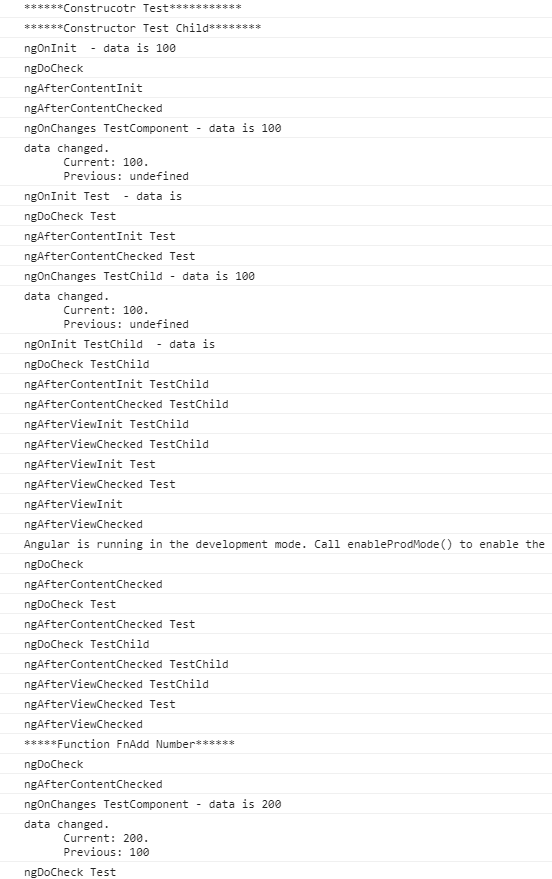 ******Construcotr Test***********
******Constructor Test Child********
ngOnInit  - data is 100
ngDoCheck
ngAfterContentInit
ngAfterContentChecked
ngOnChanges TestComponent - data is 100
data changed.
Current: 100.
Previous: undefined
ngOnInit Test  - data is
ngDoCheck Test
ngAfterContentInit Test
ngAfterContentChecked Test
ngOnChanges TestChild - data is 100
data changed.
Current: 100.
Previous: undefined
ngOnInit TestChild  - data is
ngDoCheck TestChild
ngAfterContentInit TestChild
ngAfterContentChecked TestChild
ngAfterViewInit TestChild
ngAfterViewChecked TestChild
ngAfterViewInit Test
ngAfterViewChecked Test
ngAfterViewInit
ngAfterViewChecked
Angular is running in the development mode. Call enableProdMode() to enable the
ngDoCheck
ngAfterContentChecked
ngDoCheck Test
ngAfterContentChecked Test
ngDoCheck TestChild
ngAfterContentChecked TestChild
ngAfterViewChecked TestChild
ngAfterViewChecked Test
ngAfterViewChecked
*****Function FnAdd Number******
ngDoCheck
ngAfterContentChecked
ngOnChanges TestComponent - data is 200
data changed.
Current: 200.
Previous: 100
ngDoCheck Test